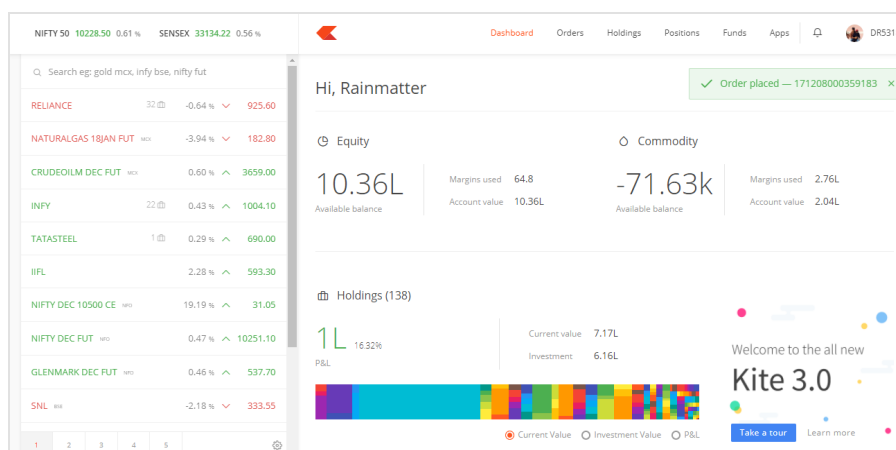 NIFTY 50 10228.50 0.61 % SENSEX 33134.22 0.56 %
Dashboard Orders Holdings Positions Funds Apps DR531
Search eg: gold mcx, infy bse, nifty fut
RELIANCE 32 -0.64 % 925.60
NATURALGAS 18JAN FUT MCX -3.94 % 182.80
CRUDEOILM DEC FUT MCX 0.60 % 3659.00
INFY 22 0.43 % 1004.10
TATASTEEL 1 0.29 % 690.00
IIFL 2.28 % 593.30
NIFTY DEC 10500 CE NFO 19.19 % 31.05
NIFTY DEC FUT NFO 0.47 % 10251.10
GLENMARK DEC FUT NFO 0.46 % 537.70
SNL BSE -2.18 % 333.55
1 2 3 4 5
Hi, Rainmatter
Order placed — 171208000359183 ×
Equity
10.36L
Available balance
Margins used 64.8
Account value 10.36L
Commodity
-71.63k
Available balance
Margins used 2.76L
Account value 2.04L
Holdings (138)
1L 16.32%
P&L
Current value 7.17L
Investment 6.16L
Current Value Investment Value P&L
Welcome to the all new
Kite 3.0
Take a tour Learn more